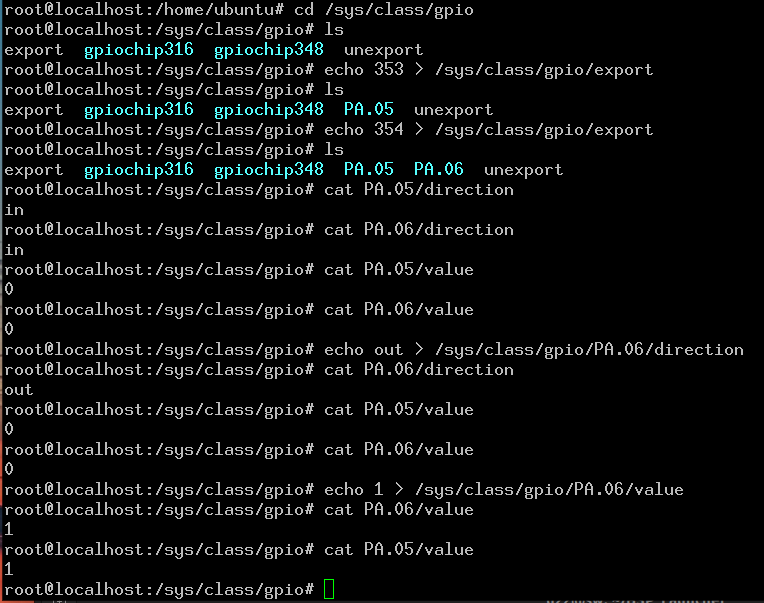 root@localhost:/home/ubuntu# cd /sys/class/gpio
root@localhost:/sys/class/gpio# ls
export  gpiochip316  gpiochip348  unexport
root@localhost:/sys/class/gpio# echo 353 > /sys/class/gpio/export
root@localhost:/sys/class/gpio# ls
export  gpiochip316  gpiochip348  PA.05  unexport
root@localhost:/sys/class/gpio# echo 354 > /sys/class/gpio/export
root@localhost:/sys/class/gpio# ls
export  gpiochip316  gpiochip348  PA.05  PA.06  unexport
root@localhost:/sys/class/gpio# cat PA.05/direction
in
root@localhost:/sys/class/gpio# cat PA.06/direction
in
root@localhost:/sys/class/gpio# cat PA.05/value
0
root@localhost:/sys/class/gpio# cat PA.06/value
0
root@localhost:/sys/class/gpio# echo out > /sys/class/gpio/PA.06/direction
root@localhost:/sys/class/gpio# cat PA.06/direction
out
root@localhost:/sys/class/gpio# cat PA.05/value
0
root@localhost:/sys/class/gpio# cat PA.06/value
0
root@localhost:/sys/class/gpio# echo 1 > /sys/class/gpio/PA.06/value
root@localhost:/sys/class/gpio# cat PA.06/value
1
root@localhost:/sys/class/gpio# cat PA.05/value
1
root@localhost:/sys/class/gpio#